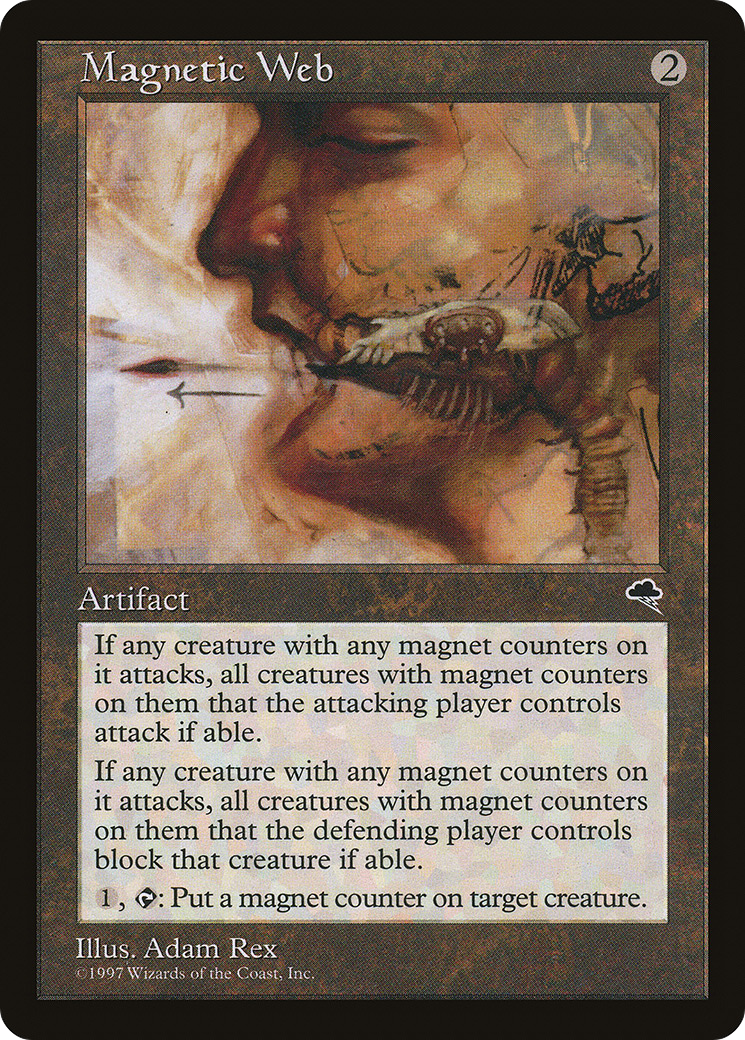 Magnetic Web
2
Artifact
If any creature with any magnet counters on
it attacks, all creatures with magnet counters
on them that the attacking player controls
attack if able.
If any creature with any magnet counters on
it attacks, all creatures with magnet counters
on them that the defending player controls
block that creature if able.
1, : Put a magnet counter on target creature.
Illus. Adam Rex
©1997 Wizards of the Coast, Inc.